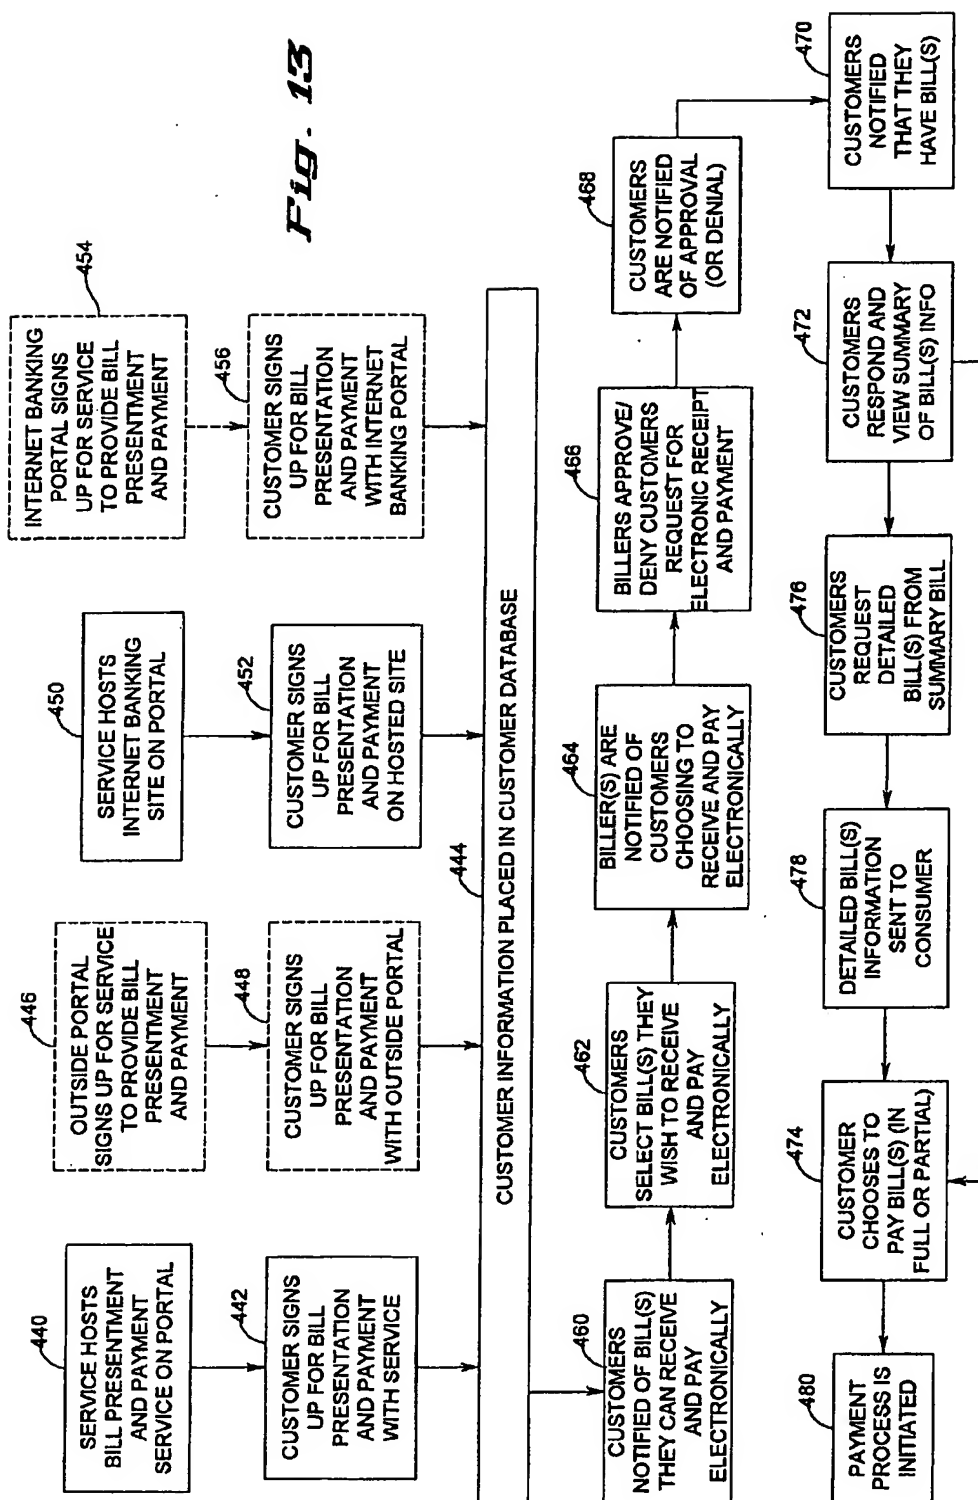 Fig. 13
440
SERVICE HOSTS
BILL PRESENTMENT
AND PAYMENT
SERVICE ON PORTAL
446
OUTSIDE PORTAL
SIGNS UP FOR SERVICE
TO PROVIDE BILL
PRESENTMENT
AND PAYMENT
450
SERVICE HOSTS
INTERNET BANKING
SITE ON PORTAL
454
INTERNET BANKING
PORTAL SIGNS
UP FOR SERVICE
TO PROVIDE BILL
PRESENTMENT
AND PAYMENT
442
CUSTOMER SIGNS
UP FOR BILL
PRESENTATION
AND PAYMENT
WITH SERVICE
448
CUSTOMER SIGNS
UP FOR BILL
PRESENTATION
AND PAYMENT
WITH OUTSIDE PORTAL
452
CUSTOMER SIGNS
UP FOR BILL
PRESENTATION
AND PAYMENT
ON HOSTED SITE
456
CUSTOMER SIGNS
UP FOR BILL
PRESENTATION
AND PAYMENT
WITH INTERNET
BANKING PORTAL
444
CUSTOMER INFORMATION PLACED IN CUSTOMER DATABASE
460
CUSTOMERS
NOTIFIED OF BILL(S)
THEY CAN RECEIVE
AND PAY
ELECTRONICALLY
462
CUSTOMERS
SELECT BILL(S) THEY
WISH TO RECEIVE
AND PAY
ELECTRONICALLY
464
BILLER(S) ARE
NOTIFIED OF
CUSTOMERS
CHOOSING TO
RECEIVE AND PAY
ELECTRONICALLY
466
BILLERS APPROVE/
DENY CUSTOMERS
REQUEST FOR
ELECTRONIC RECEIPT
AND PAYMENT
468
CUSTOMERS
ARE NOTIFIED
OF APPROVAL
(OR DENIAL)
470
CUSTOMERS
NOTIFIED
THAT THEY
HAVE BILL(S)
472
CUSTOMERS
RESPOND AND
VIEW SUMMARY
OF BILL(S) INFO
476
CUSTOMERS
REQUEST
DETAILED
BILL(S) FROM
SUMMARY BILL
478
DETAILED BILL(S)
INFORMATION
SENT TO
CONSUMER
474
CUSTOMER
CHOOSES TO
PAY BILL(S) (IN
FULL OR PARTIAL)
480
PAYMENT
PROCESS IS
INITIATED